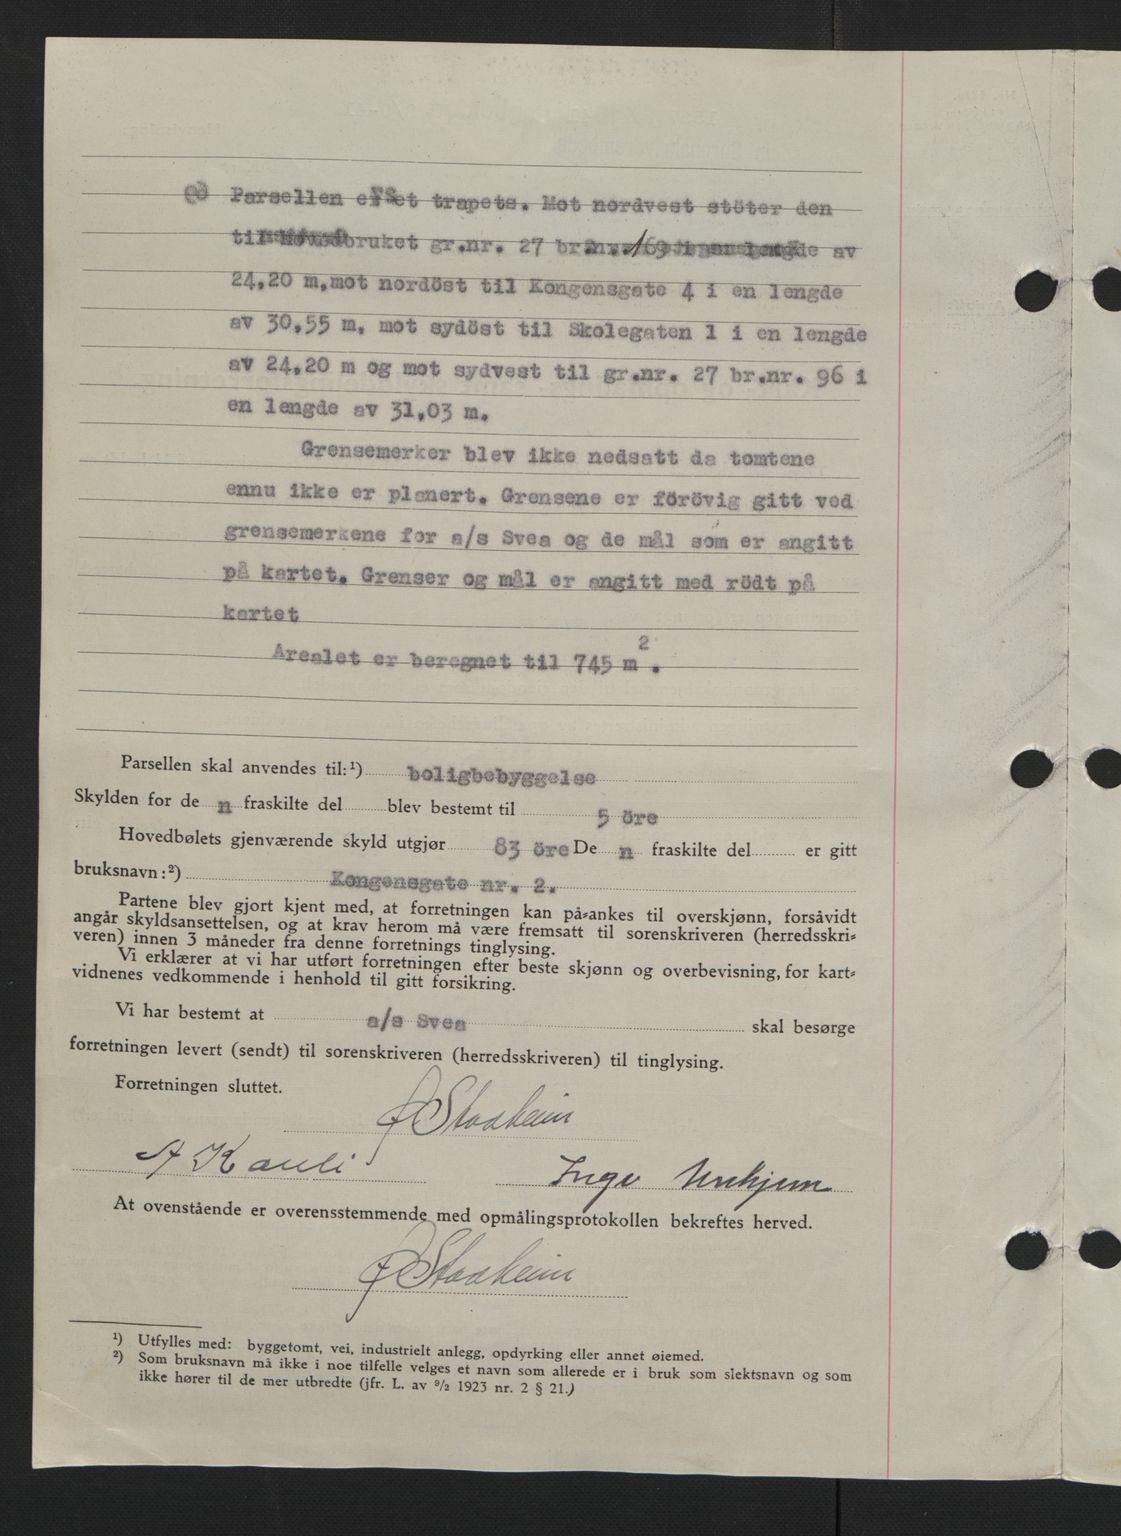 Parsellen er et trapets. Mot nordvest støter den
til bruket gr.nr. 27 br.nr. 169 i en lengde av
24,20 m, mot nordöst til Kongensgate 4 i en lengde
av 30,55 m, mot sydöst til Skolegaten 1 i en lengde
av 24,20 m og mot sydvest til gr.nr. 27 br.nr. 96 i
en lengde av 31,03 m.
Grensemerker blev ikke nedsatt da tomtene
ennu ikke er planert. Grensene er förövig gitt ved
grensemerkene for a/s Svea og de mål som er angitt
på kartet. Grenser og mål er angitt med rödt på
kartet
Arealet er beregnet til 745 m².
Parsellen skal anvendes til:¹) boligbebyggelse
Skylden for de n fraskilte del blev bestemt til 5 öre
Hovedbølets gjenværende skyld utgjør 83 öre De n fraskilte del er gitt
bruksnavn:²) Kongensgate nr. 2.
Partene blev gjort kjent med, at forretningen kan på=ankes til overskjønn, forsåvidt
angår skyldsansettelsen, og at krav herom må være fremsatt til sorenskriveren (herredsskri=
veren) innen 3 måneder fra denne forretnings tinglysing.
Vi erklærer at vi har utført forretningen efter beste skjønn og overbevisning, for kart=
vidnenes vedkommende i henhold til gitt forsikring.
Vi har bestemt at a/s Svea skal besørge
forretningen levert (sendt) til sorenskriveren (herredsskriveren) til tinglysing.
Forretningen sluttet.
Stadheim
A Kauli Inge
At ovenstående er overensstemmende med opmålingsprotokollen bekreftes herved.
Stadheim
¹) Utfylles med: byggetomt, vei, industrielt anlegg, opdyrking eller annet øiemed.
²) Som bruksnavn må ikke i noe tilfelle velges et navn som allerede er i bruk som slektsnavn og som
ikke hører til de mer utbredte (jfr. L. av ⁹/₂ 1923 nr. 2 § 21.)